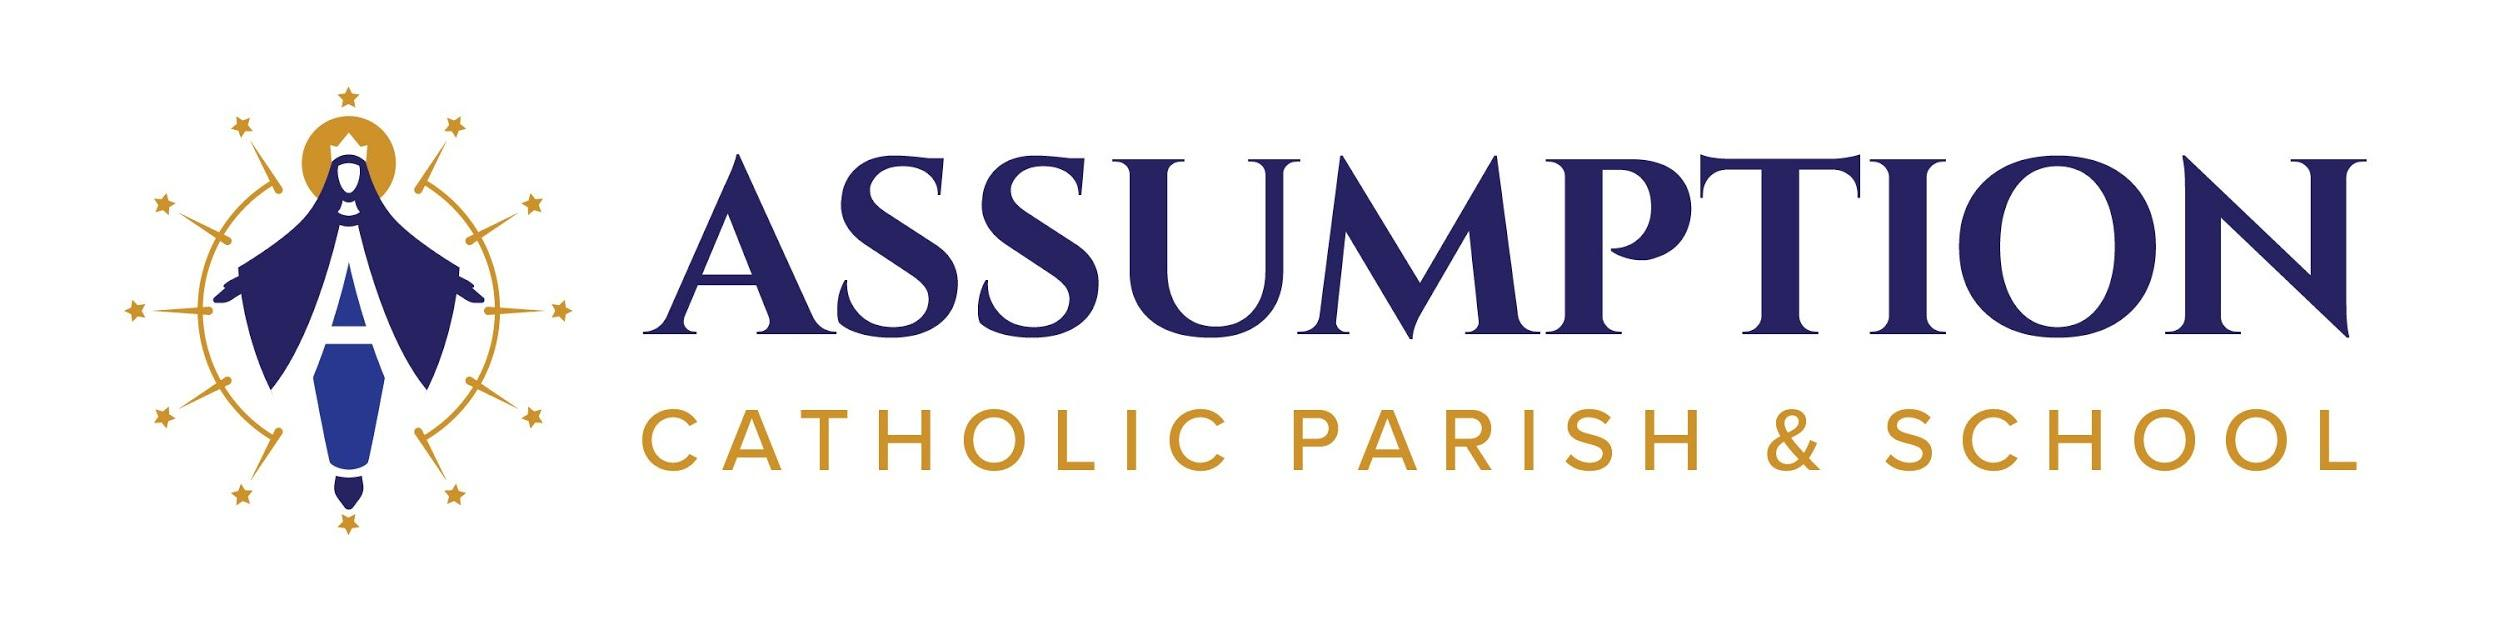 ASSUMPTION
CATHOLIC PARISH & SCHOOL